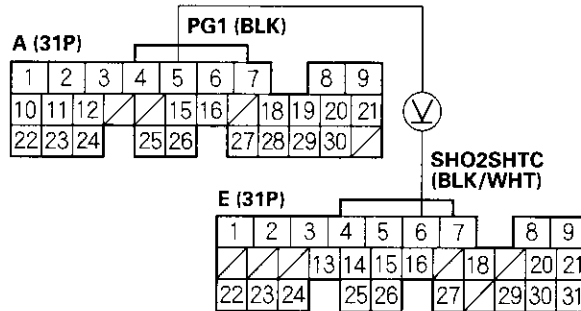 PG1 (BLK)
A (31P)
1 2 3 4 5 6 7 8 9
10 11 12 15 16 18 19 20 21
22 23 24 25 26 27 28 29 30
V
SHO2SHTC
(BLK/WHT)
E (31P)
1 2 3 4 5 6 7 8 9
13 14 15 16 18 20 21
22 23 24 25 26 27 29 30 31